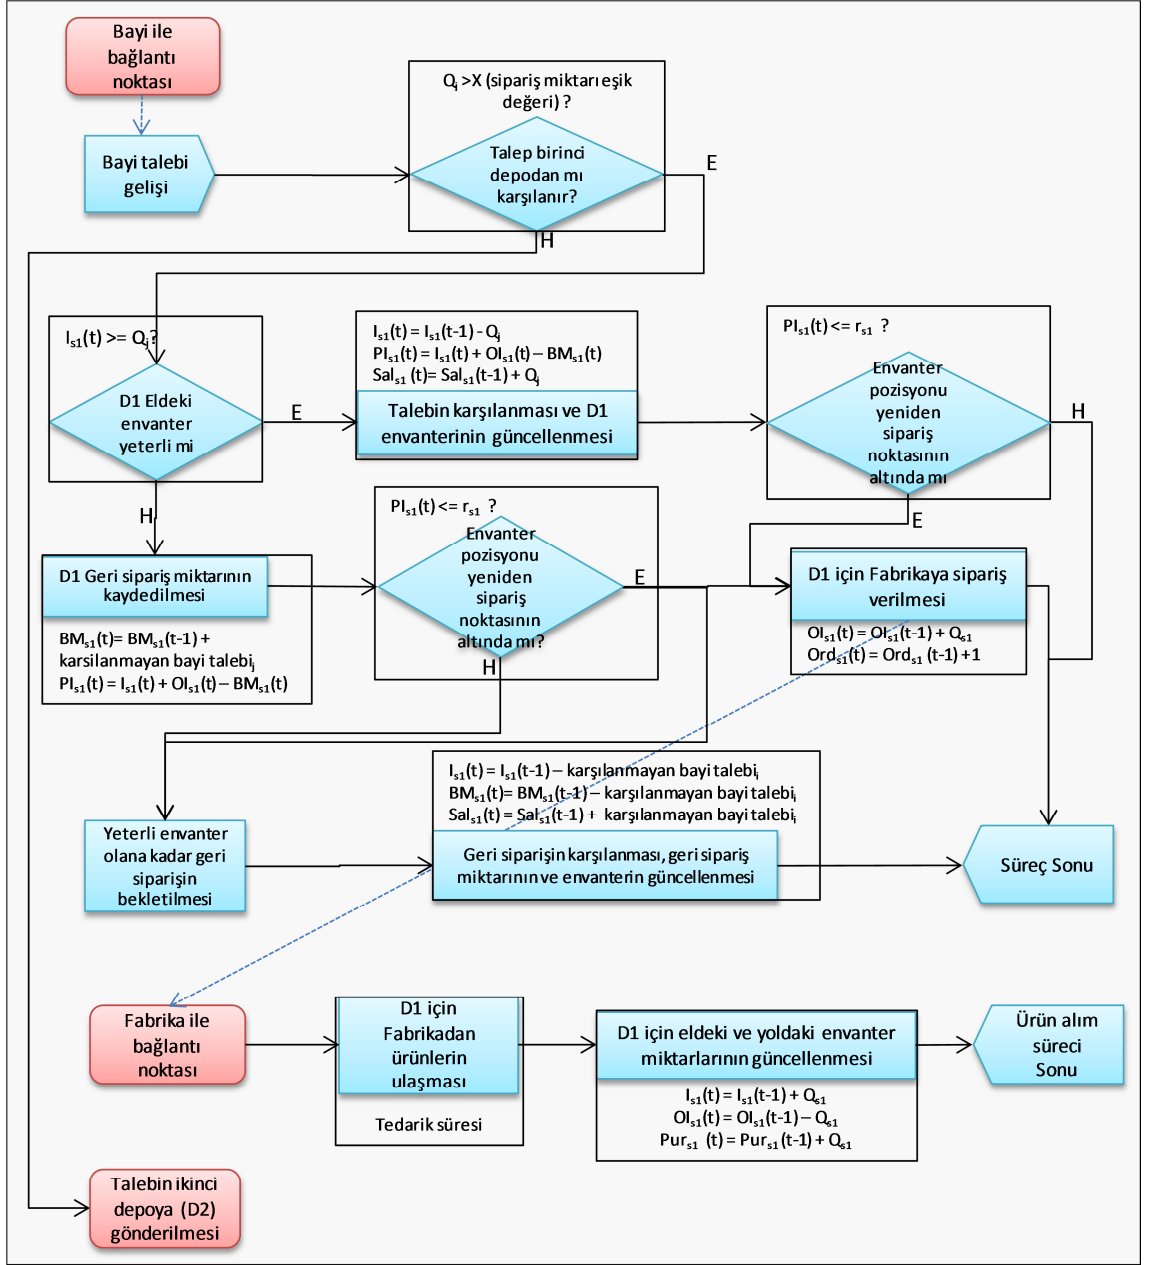 Bayi ile
bağlantı
noktası
Bayi talebi
gelişi
Qj >X (sipariş miktarı eşik
değeri) ?
Talep birinci
depodan mı
karşılanır?
E
H
Is1(t) >= Qj?
D1 Eldeki
envanter
yeterli mi
E
H
Is1(t) = Is1(t-1) - Qj
PIs1(t) = Is1(t) + OIs1(t) – BMs1(t)
Sals1 (t)= Sals1(t-1) + Qj
Talebin karşılanması ve D1
envanterinin güncellenmesi
PIs1(t) <= rs1 ?
Envanter
pozisyonu
yeniden
sipariş
noktasının
altında mı
H
E
D1 Geri sipariş miktarının
kaydedilmesi
BMs1(t)= BMs1(t-1) +
karsilanmayan bayi talebij
PIs1(t) = Is1(t) + OIs1(t) – BMs1(t)
PIs1(t) <= rs1 ?
Envanter
pozisyonu
yeniden
sipariş
noktasının
altında mı?
E
H
D1 için Fabrikaya sipariş
verilmesi
OIs1(t) = OIs1(t-1) + Qs1
Ords1(t) = Ords1 (t-1) +1
Is1(t) = Is1(t-1) – karşılanmayan bayi talebii
BMs1(t)= BMs1(t-1) – karşılanmayan bayi talebii
Sals1(t) = Sals1(t-1) + karşılanmayan bayi talebii
Yeterli envanter
olana kadar geri
siparişin
bekletilmesi
Geri siparişin karşılanması, geri sipariş
miktarının ve envanterin güncellenmesi
Süreç Sonu
Fabrika ile
bağlantı
noktası
D1 için
Fabrikadan
ürünlerin
ulaşması
Tedarik süresi
D1 için eldeki ve yoldaki envanter
miktarlarının güncellenmesi
Is1(t) = Is1(t-1) + Qs1
OIs1(t) = OIs1(t-1) – Qs1
Purs1 (t) = Purs1 (t-1) + Qs1
Ürün alım
süreci
Sonu
Talebin ikinci
depoya (D2)
gönderilmesi